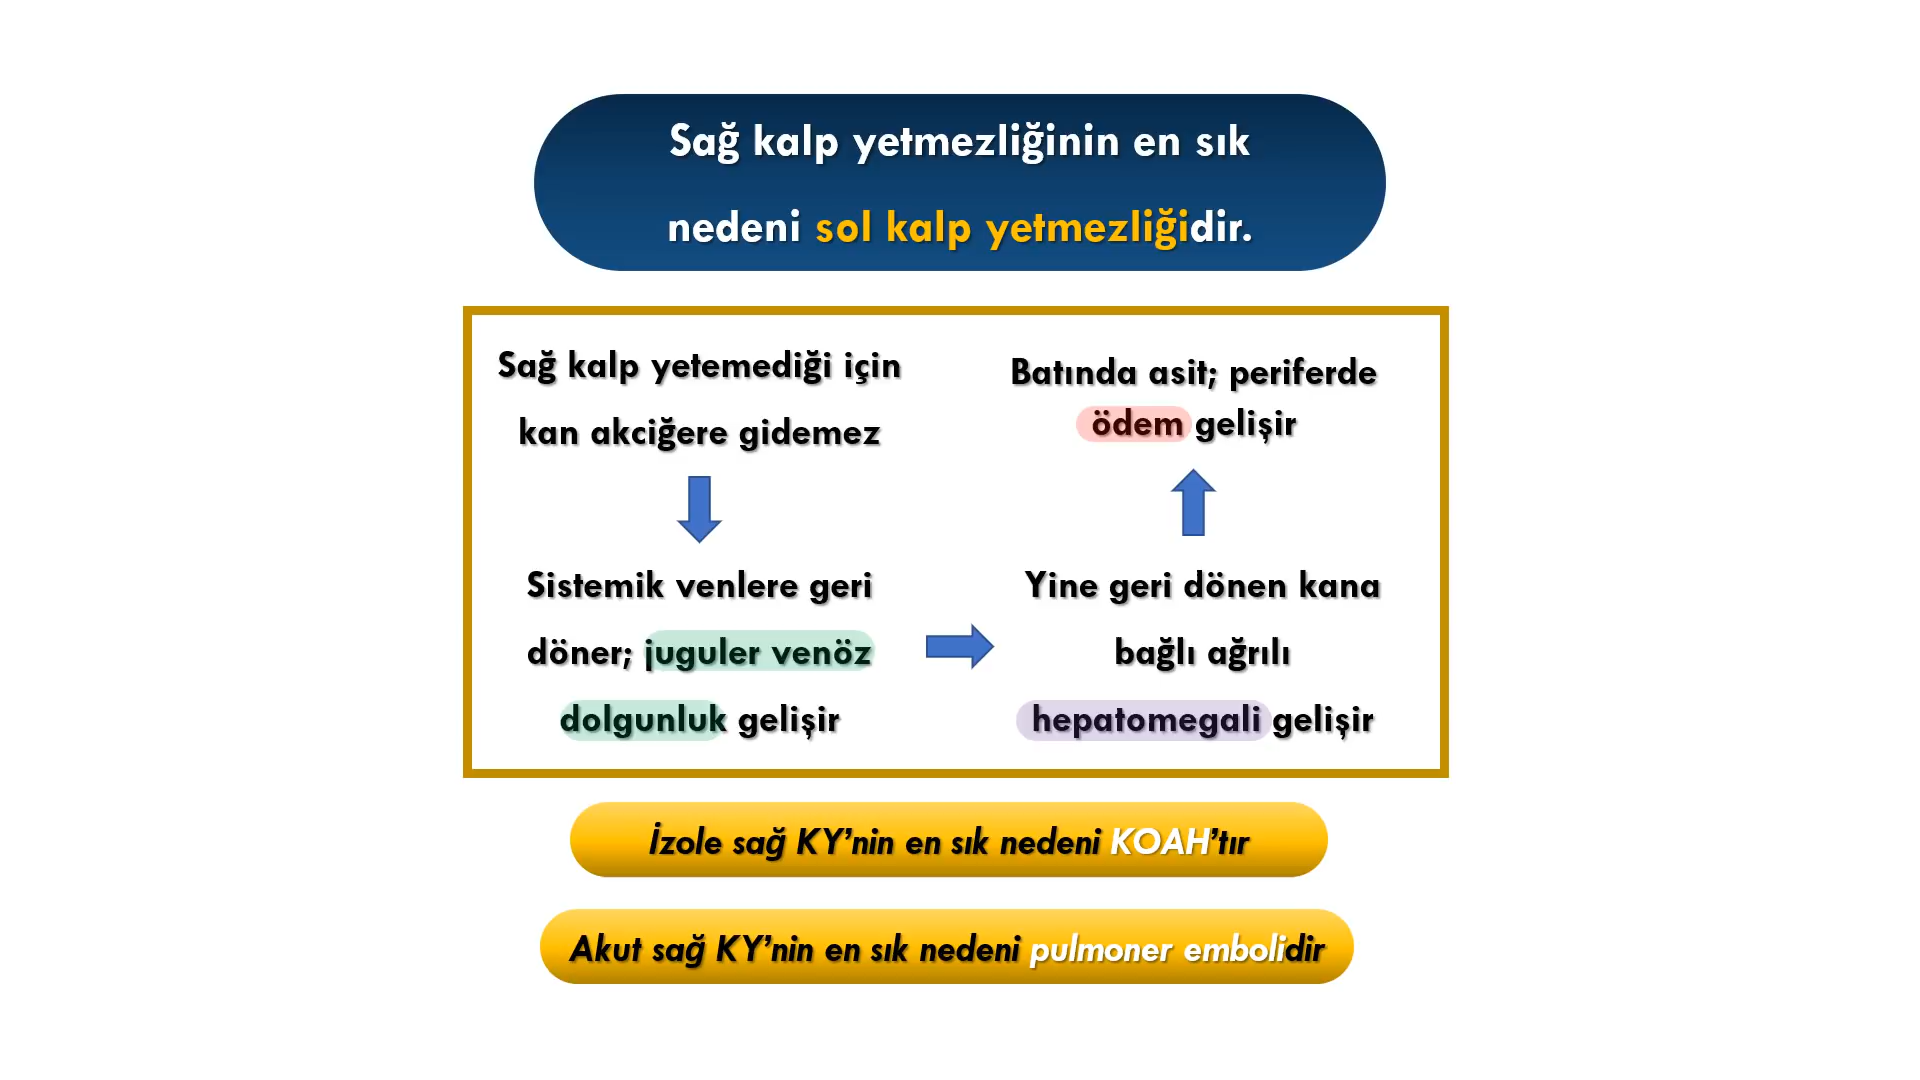 Sağ kalp yetmezliğinin en sık
nedeni sol kalp yetmezliğidir.
Sağ kalp yetemediği için
kan akciğere gidemez
Sistemik venlere geri
döner; juguler venöz
dolgunluk gelişir
Yine geri dönen kana
bağlı ağrılı
hepatomegali gelişir
Batında asit; periferde
ödem gelişir
İzole sağ KY’nin en sık nedeni KOAH’tır
Akut sağ KY’nin en sık nedeni pulmoner embolidir